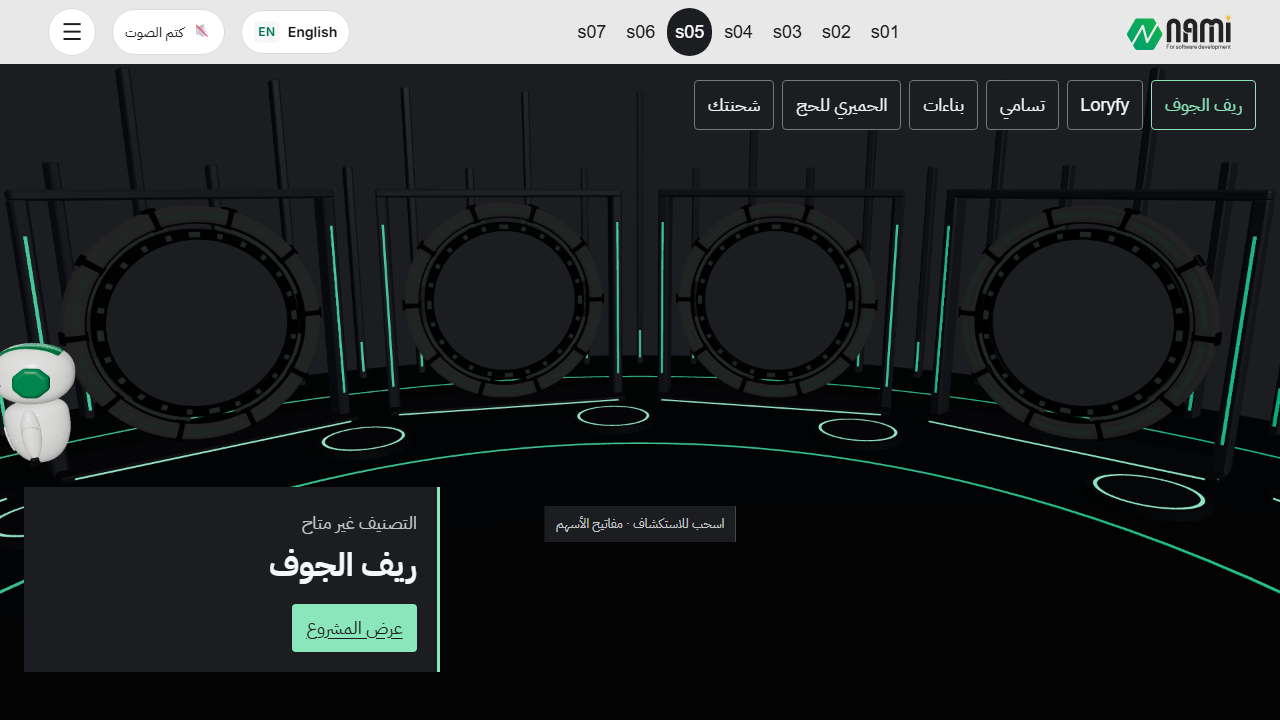 nami
For software development
s01 s02 s03 s04 s05 s06 s07
English EN
كتم الصوت
ريف الجوف
Loryfy
تسامي
بناءات
الحميري للحج
شحنتك
التصنيف غير متاح
ريف الجوف
عرض المشروع
اسحب للاستكشاف · مفاتيح الأسهم